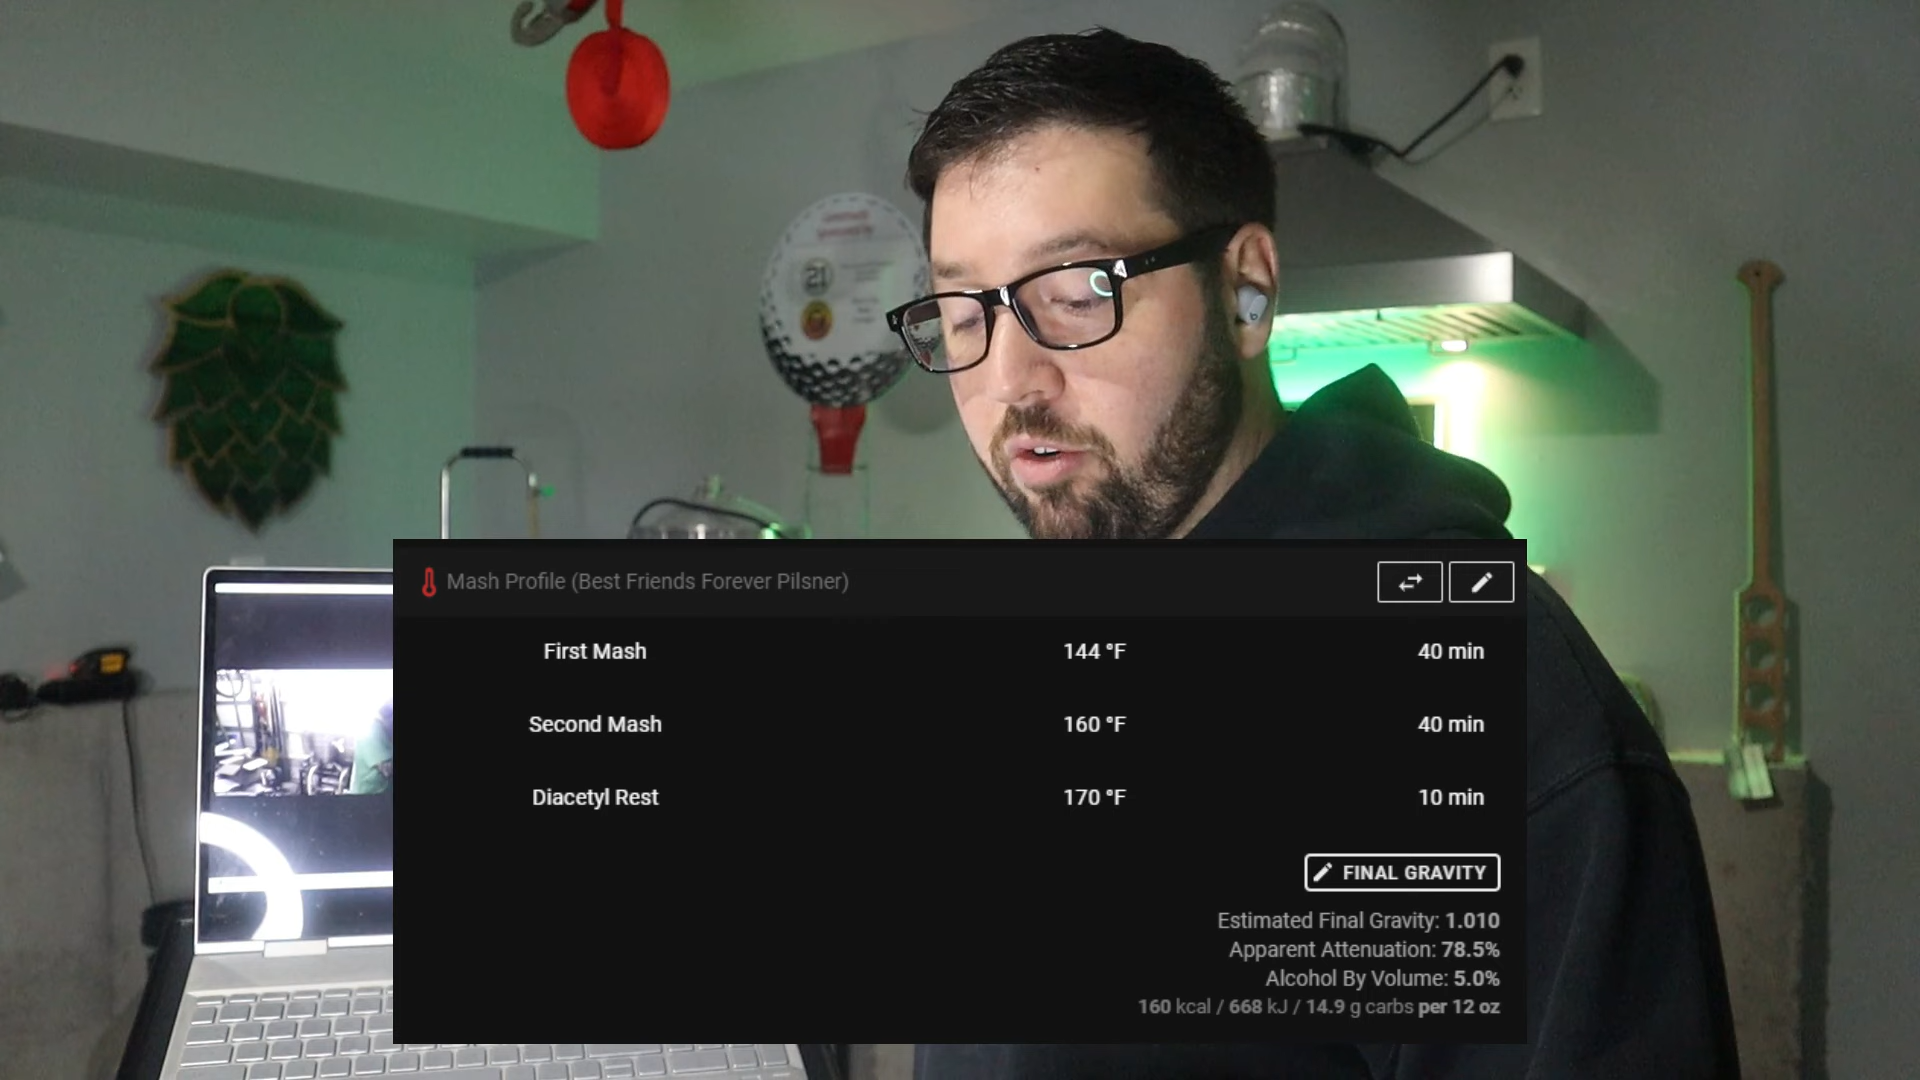 21
Mash Profile (Best Friends Forever Pilsner)
First Mash 144 °F 40 min
Second Mash 160 °F 40 min
Diacetyl Rest 170 °F 10 min
FINAL GRAVITY
Estimated Final Gravity: 1.010
Apparent Attenuation: 78.5%
Alcohol By Volume: 5.0%
160 kcal / 668 kJ / 14.9 g carbs per 12 oz